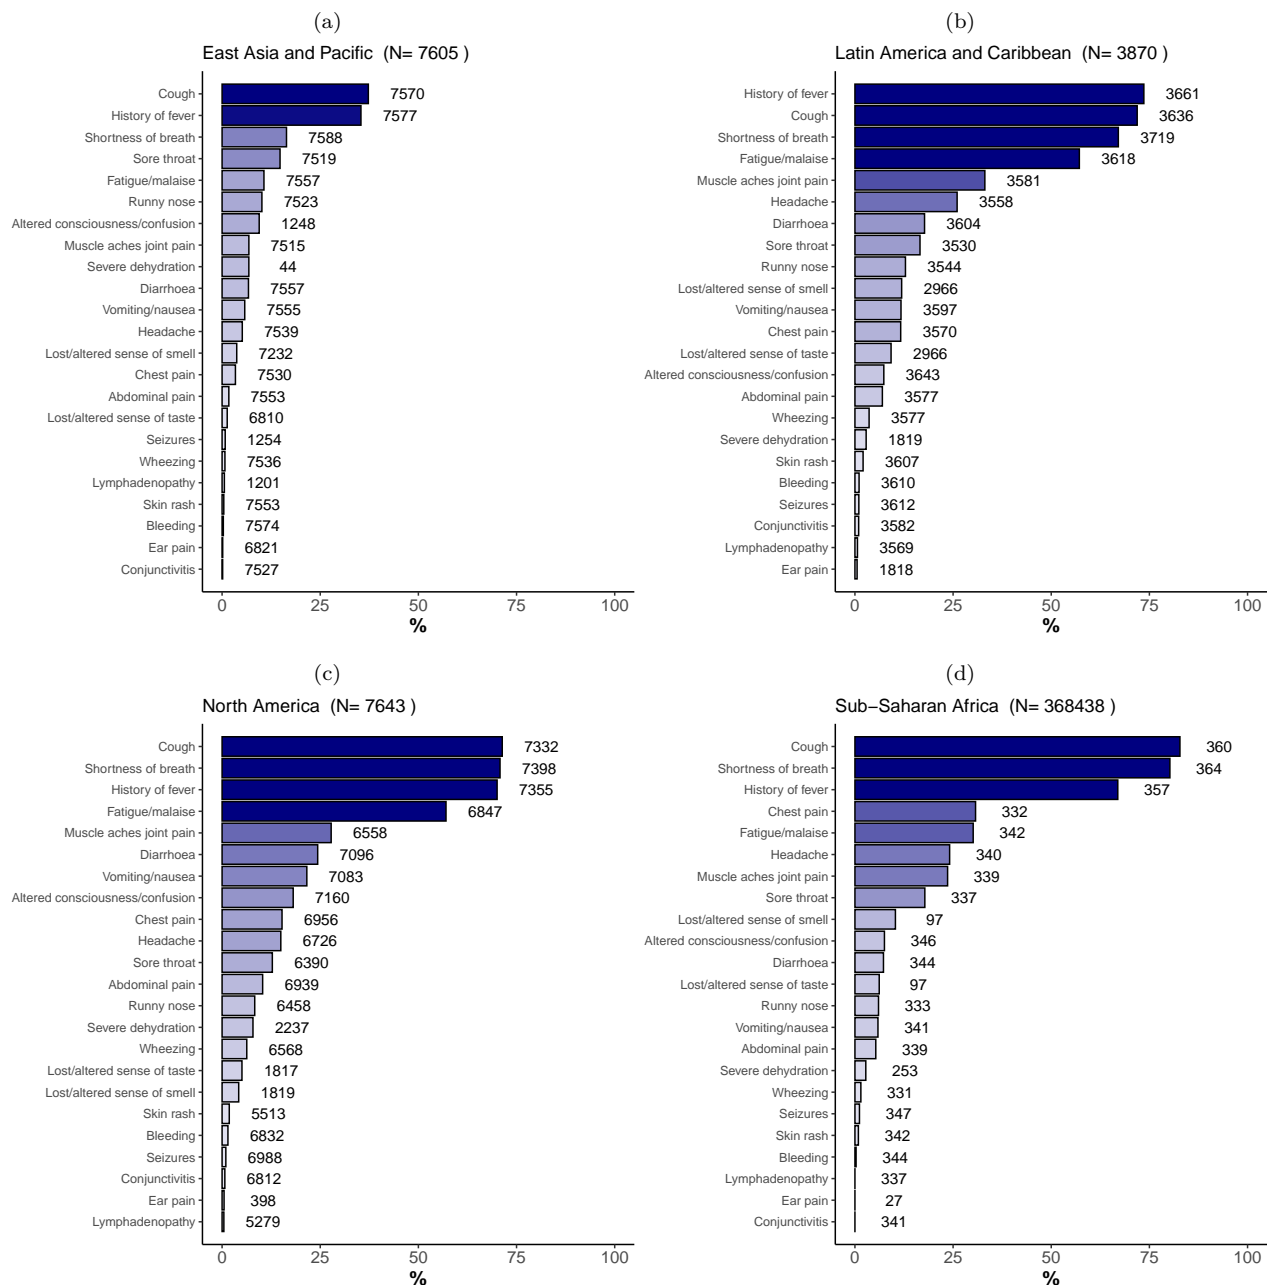 (a)
East Asia and Pacific (N= 7605 )
Cough 7570
History of fever 7577
Shortness of breath 7588
Sore throat 7519
Fatigue/malaise 7557
Runny nose 7523
Altered consciousness/confusion 1248
Muscle aches joint pain 7515
Severe dehydration 44
Diarrhoea 7557
Vomiting/nausea 7555
Headache 7539
Lost/altered sense of smell 7232
Chest pain 7530
Abdominal pain 7553
Lost/altered sense of taste 6810
Seizures 1254
Wheezing 7536
Lymphadenopathy 1201
Skin rash 7553
Bleeding 7574
Ear pain 6821
Conjunctivitis 7527
0 25 50 75 100
%
(b)
Latin America and Caribbean (N= 3870 )
History of fever 3661
Cough 3636
Shortness of breath 3719
Fatigue/malaise 3618
Muscle aches joint pain 3581
Headache 3558
Diarrhoea 3604
Sore throat 3530
Runny nose 3544
Lost/altered sense of smell 2966
Vomiting/nausea 3597
Chest pain 3570
Lost/altered sense of taste 2966
Altered consciousness/confusion 3643
Abdominal pain 3577
Wheezing 3577
Severe dehydration 1819
Skin rash 3607
Bleeding 3610
Seizures 3612
Conjunctivitis 3582
Lymphadenopathy 3569
Ear pain 1818
0 25 50 75 100
%
(c)
North America (N= 7643 )
Cough 7332
Shortness of breath 7398
History of fever 7355
Fatigue/malaise 6847
Muscle aches joint pain 6558
Diarrhoea 7096
Vomiting/nausea 7083
Altered consciousness/confusion 7160
Chest pain 6956
Headache 6726
Sore throat 6390
Abdominal pain 6939
Runny nose 6458
Severe dehydration 2237
Wheezing 6568
Lost/altered sense of taste 1817
Lost/altered sense of smell 1819
Skin rash 5513
Bleeding 6832
Seizures 6988
Conjunctivitis 6812
Ear pain 398
Lymphadenopathy 5279
0 25 50 75 100
%
(d)
Sub−Saharan Africa (N= 368438 )
Cough 360
Shortness of breath 364
History of fever 357
Chest pain 332
Fatigue/malaise 342
Headache 340
Muscle aches joint pain 339
Sore throat 337
Lost/altered sense of smell 97
Altered consciousness/confusion 346
Diarrhoea 344
Lost/altered sense of taste 97
Runny nose 333
Vomiting/nausea 341
Abdominal pain 339
Severe dehydration 253
Wheezing 331
Seizures 347
Skin rash 342
Bleeding 344
Lymphadenopathy 337
Ear pain 27
Conjunctivitis 341
0 25 50 75 100
%